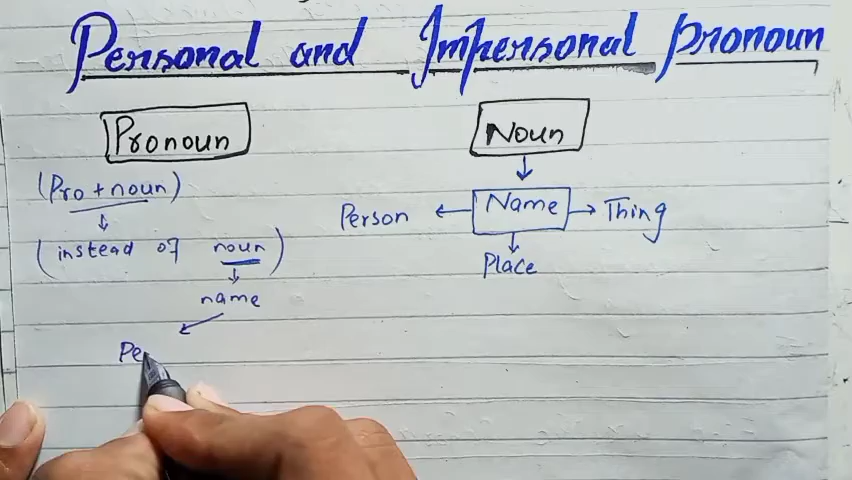 Personal and Impersonal pronoun
Pronoun
(Pro + noun)
(instead of noun)
name
Pe
Noun
Person Name Thing
Place